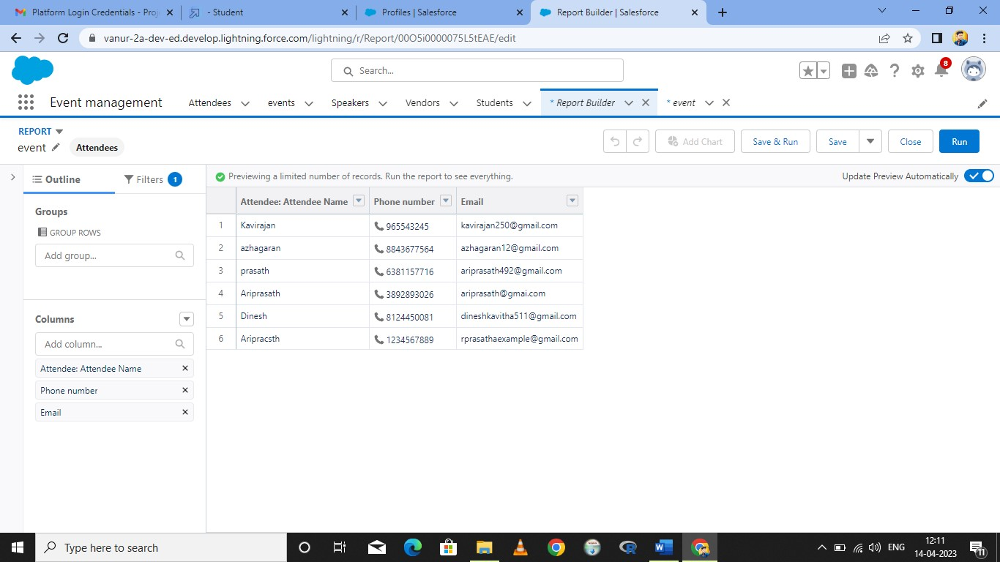 Platform Login Credentials - Proj
- Student
Profiles | Salesforce
Report Builder | Salesforce
vanur-2a-dev-ed.develop.lightning.force.com/lightning/r/Report/00O5i0000075L5tEAE/edit
Search...
8
Event management
Attendees
events
Speakers
Vendors
Students
* Report Builder
* event
REPORT
event
Attendees
Add Chart
Save & Run
Save
Close
Run
Outline
Filters 1
Previewing a limited number of records. Run the report to see everything.
Update Preview Automatically
Groups
GROUP ROWS
Add group...
Columns
Add column...
Attendee: Attendee Name
Phone number
Email
Attendee: Attendee Name Phone number Email
1 Kavirajan 965543245 kavirajan250@gmail.com
2 azhagaran 8843677564 azhagaran12@gmail.com
3 prasath 6381157716 ariprasath492@gmail.com
4 Ariprasath 3892893026 ariprasath@gmai.com
5 Dinesh 8124450081 dineshkavitha511@gmail.com
6 Aripracsth 1234567889 rprasathaexample@gmail.com
Type here to search
ENG
12:11
14-04-2023
11